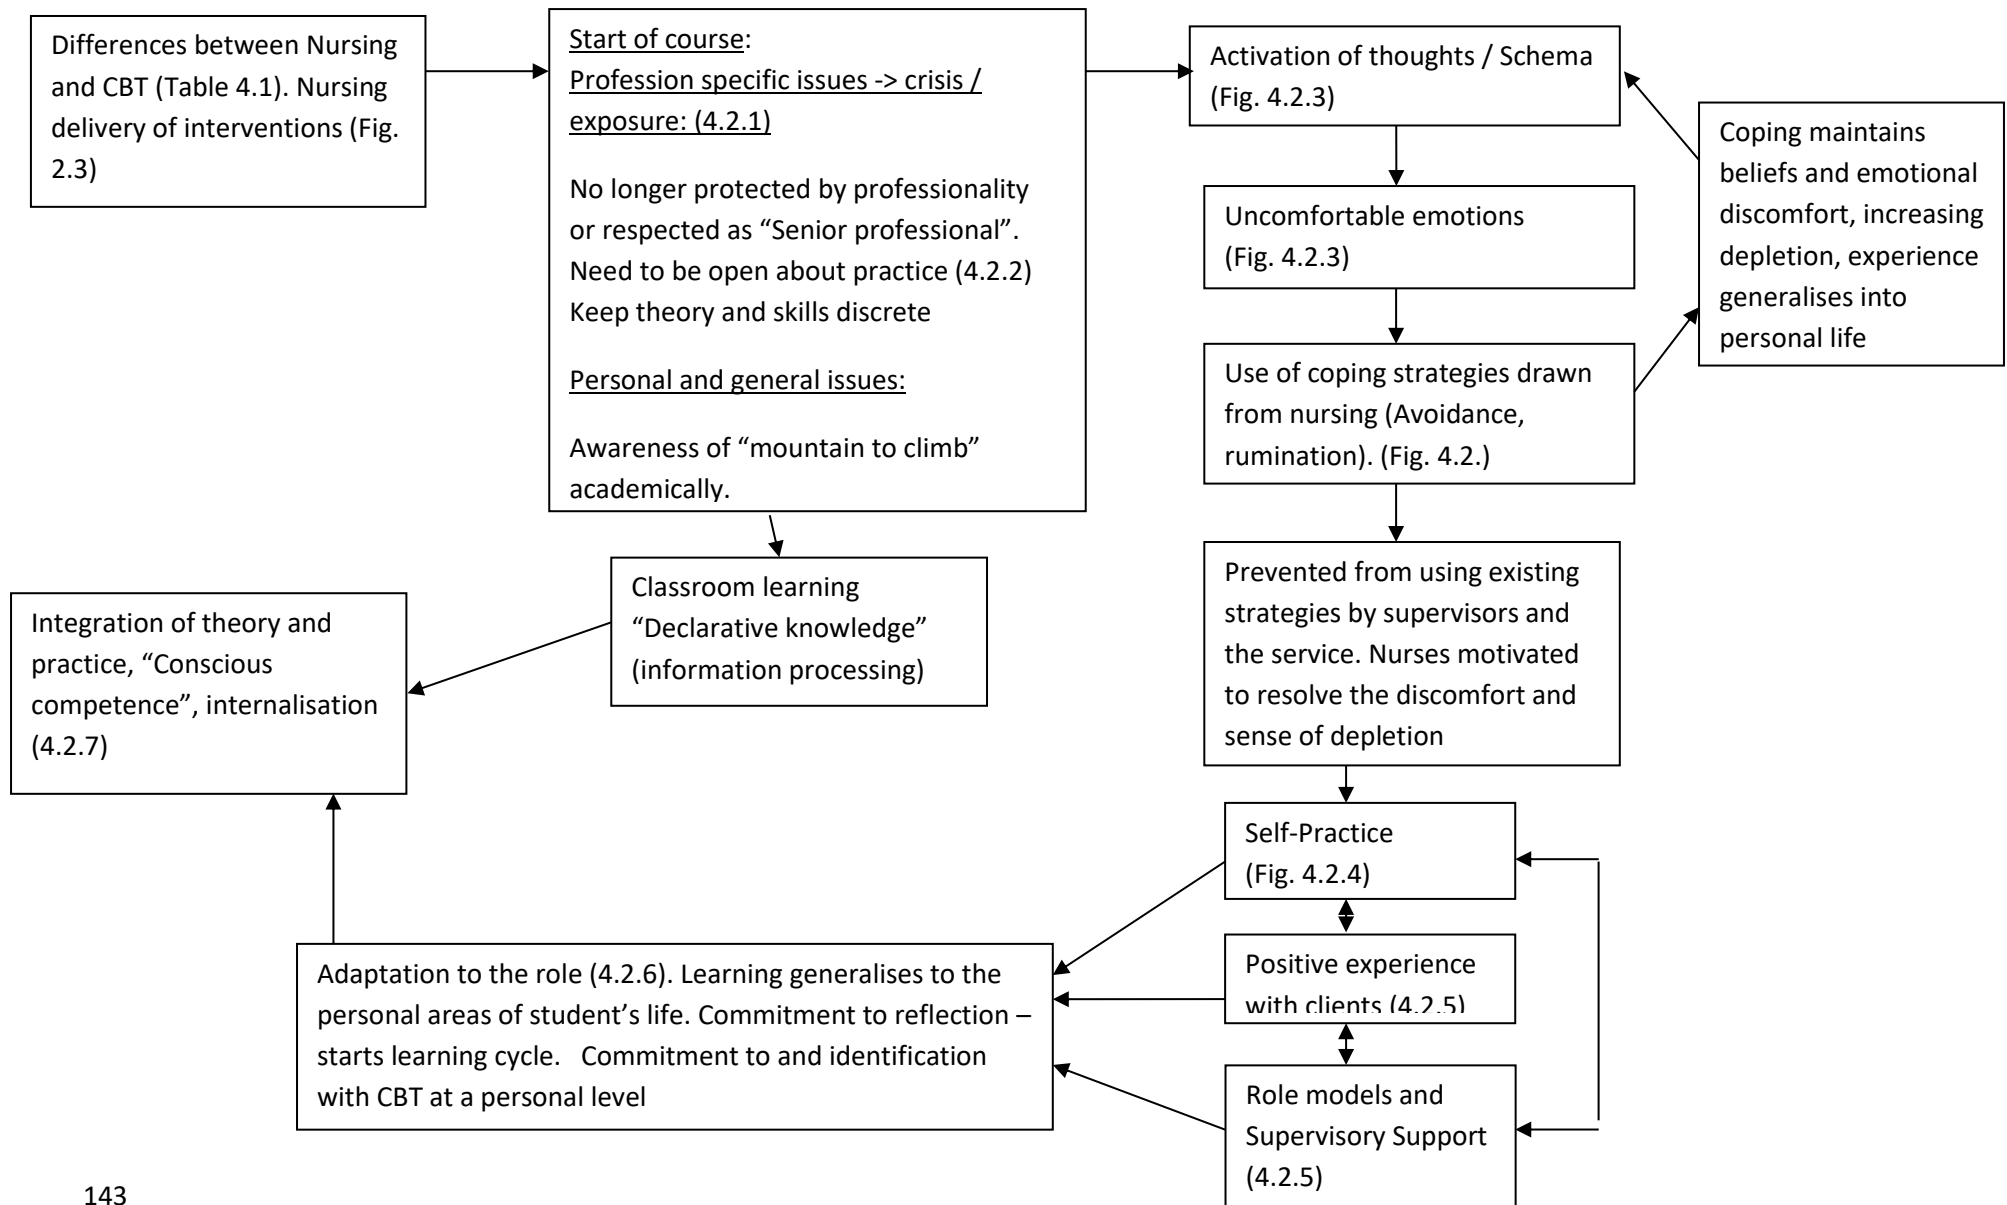 Differences between Nursing
and CBT (Table 4.1). Nursing
delivery of interventions (Fig.
2.3)
Start of course:
Profession specific issues -> crisis /
exposure: (4.2.1)
No longer protected by professionality
or respected as “Senior professional”.
Need to be open about practice (4.2.2)
Keep theory and skills discrete
Personal and general issues:
Awareness of “mountain to climb”
academically.
Activation of thoughts / Schema
(Fig. 4.2.3)
Coping maintains
beliefs and emotional
discomfort, increasing
depletion, experience
generalises into
personal life
Uncomfortable emotions
(Fig. 4.2.3)
Use of coping strategies drawn
from nursing (Avoidance,
rumination). (Fig. 4.2.)
Prevented from using existing
strategies by supervisors and
the service. Nurses motivated
to resolve the discomfort and
sense of depletion
Classroom learning
“Declarative knowledge”
(information processing)
Integration of theory and
practice, “Conscious
competence”, internalisation
(4.2.7)
Self-Practice
(Fig. 4.2.4)
Positive experience
with clients (4.2.5)
Role models and
Supervisory Support
(4.2.5)
Adaptation to the role (4.2.6). Learning generalises to the
personal areas of student’s life. Commitment to reflection –
starts learning cycle.   Commitment to and identification
with CBT at a personal level
143